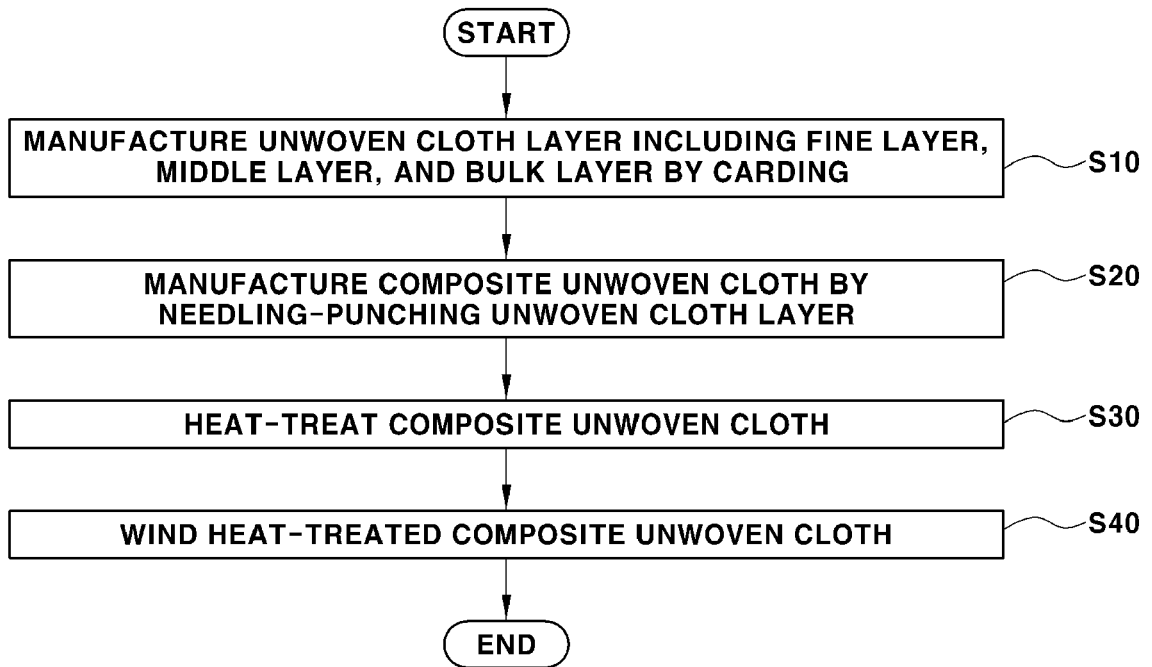 START
MANUFACTURE UNWOVEN CLOTH LAYER INCLUDING FINE LAYER,
MIDDLE LAYER, AND BULK LAYER BY CARDING
S10
MANUFACTURE COMPOSITE UNWOVEN CLOTH BY
NEEDLING-PUNCHING UNWOVEN CLOTH LAYER
S20
HEAT-TREAT COMPOSITE UNWOVEN CLOTH
S30
WIND HEAT-TREATED COMPOSITE UNWOVEN CLOTH
S40
END